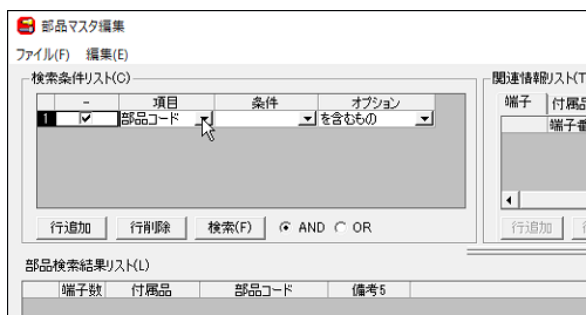 部品マスタ編集
ファイル(F) 編集(E)
検索条件リスト(C)
- 項目 条件 オプション
1 部品コード を含むもの
行追加 行削除 検索(F) AND OR
関連情報リスト(T
端子 付属品
端子番
行追加
部品検索結果リスト(L)
端子数 付属品 部品コード 備考5